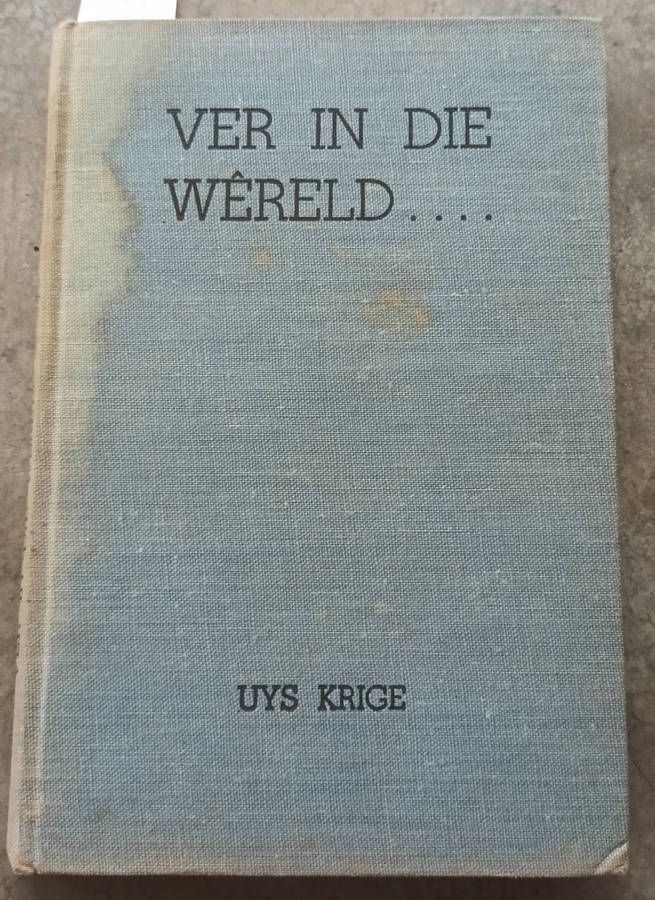 VER IN DIE
WÊRELD....
UYS KRIGE